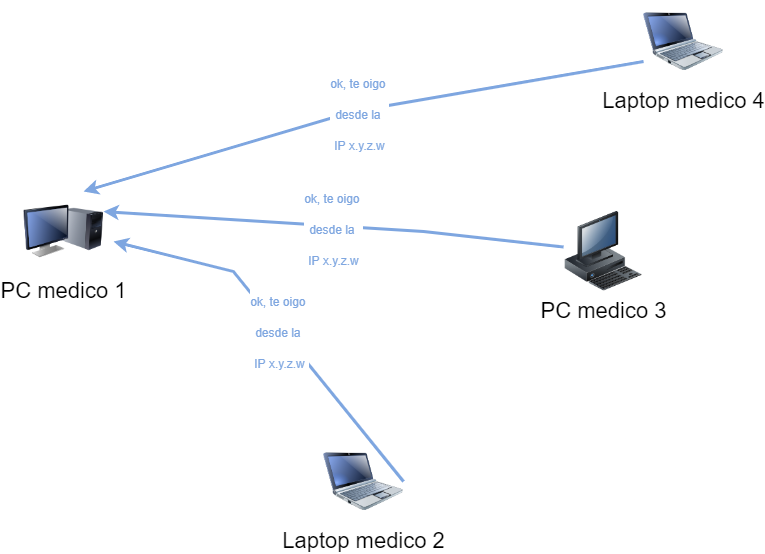 ok, te oigo
desde la
IP x.y.z.w
Laptop medico 4
ok, te oigo
desde la
IP x.y.z.w
PC medico 1
PC medico 3
ok, te oigo
desde la
IP x.y.z.w
Laptop medico 2